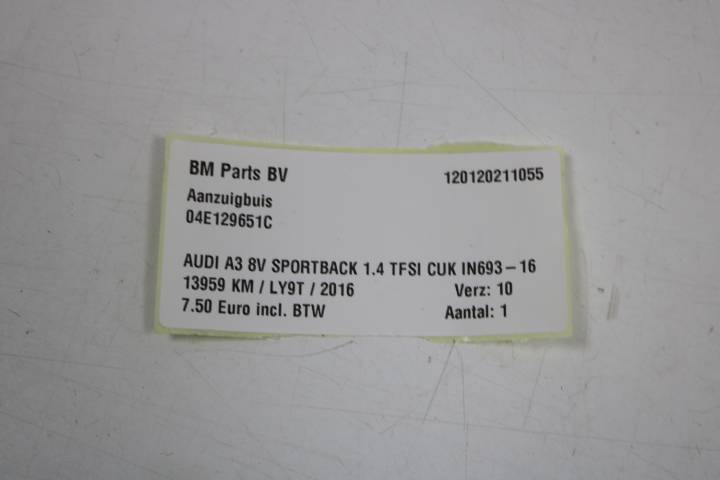 BM Parts BV 120120211055
Aanzuigbuis
04E129651C
AUDI A3 8V SPORTBACK 1.4 TFSI CUK IN693-16
13959 KM / LY9T / 2016 Verz: 10
7.50 Euro incl. BTW Aantal: 1